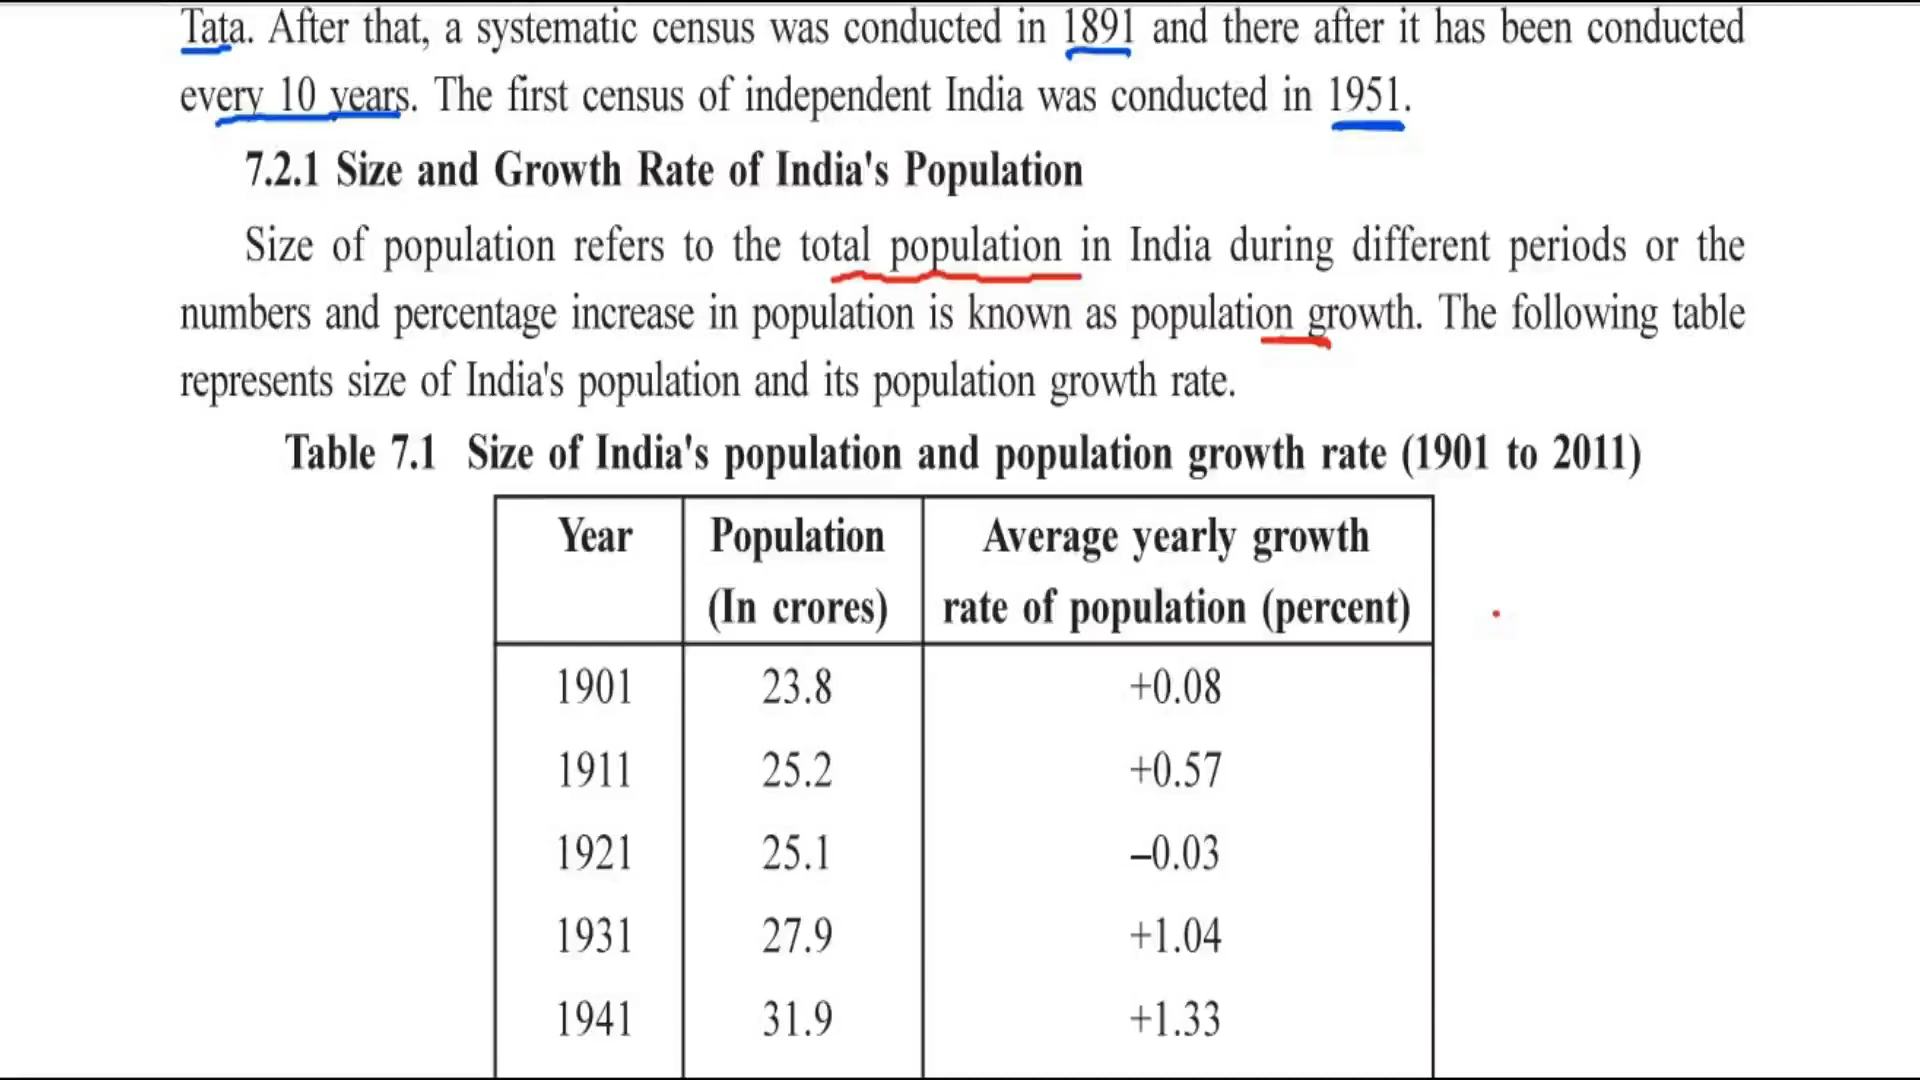 Tata. After that, a systematic census was conducted in 1891 and there after it has been conducted
every 10 years. The first census of independent India was conducted in 1951.
7.2.1 Size and Growth Rate of India's Population
Size of population refers to the total population in India during different periods or the
numbers and percentage increase in population is known as population growth. The following table
represents size of India's population and its population growth rate.
Table 7.1 Size of India's population and population growth rate (1901 to 2011)
Year Population Average yearly growth
(In crores) rate of population (percent)
1901 23.8 +0.08
1911 25.2 +0.57
1921 25.1 –0.03
1931 27.9 +1.04
1941 31.9 +1.33